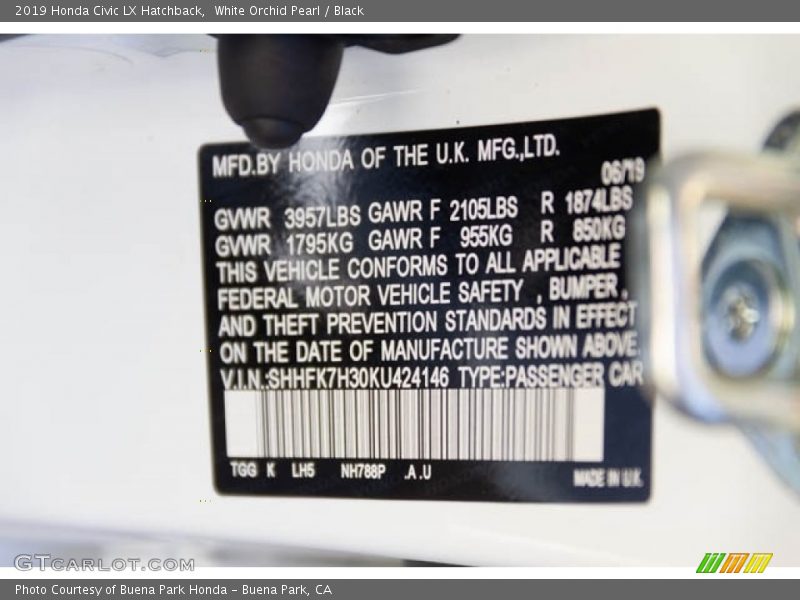 2019 Honda Civic LX Hatchback,  White Orchid Pearl / Black
MFD.BY HONDA OF THE U.K. MFG.,LTD.
06/19
GVWR 3957LBS GAWR F 2105LBS R 1874LBS
GVWR 1795KG GAWR F 955KG R 850KG
THIS VEHICLE CONFORMS TO ALL APPLICABLE
FEDERAL MOTOR VEHICLE SAFETY , BUMPER ,
AND THEFT PREVENTION STANDARDS IN EFFECT
ON THE DATE OF MANUFACTURE SHOWN ABOVE.
V.I.N.:SHHFK7H30KU424146 TYPE:PASSENGER CAR
TGG K LH5 NH788P .A .U
MADE IN U.K.
GTCARLOT.COM
Photo Courtesy of Buena Park Honda – Buena Park, CA